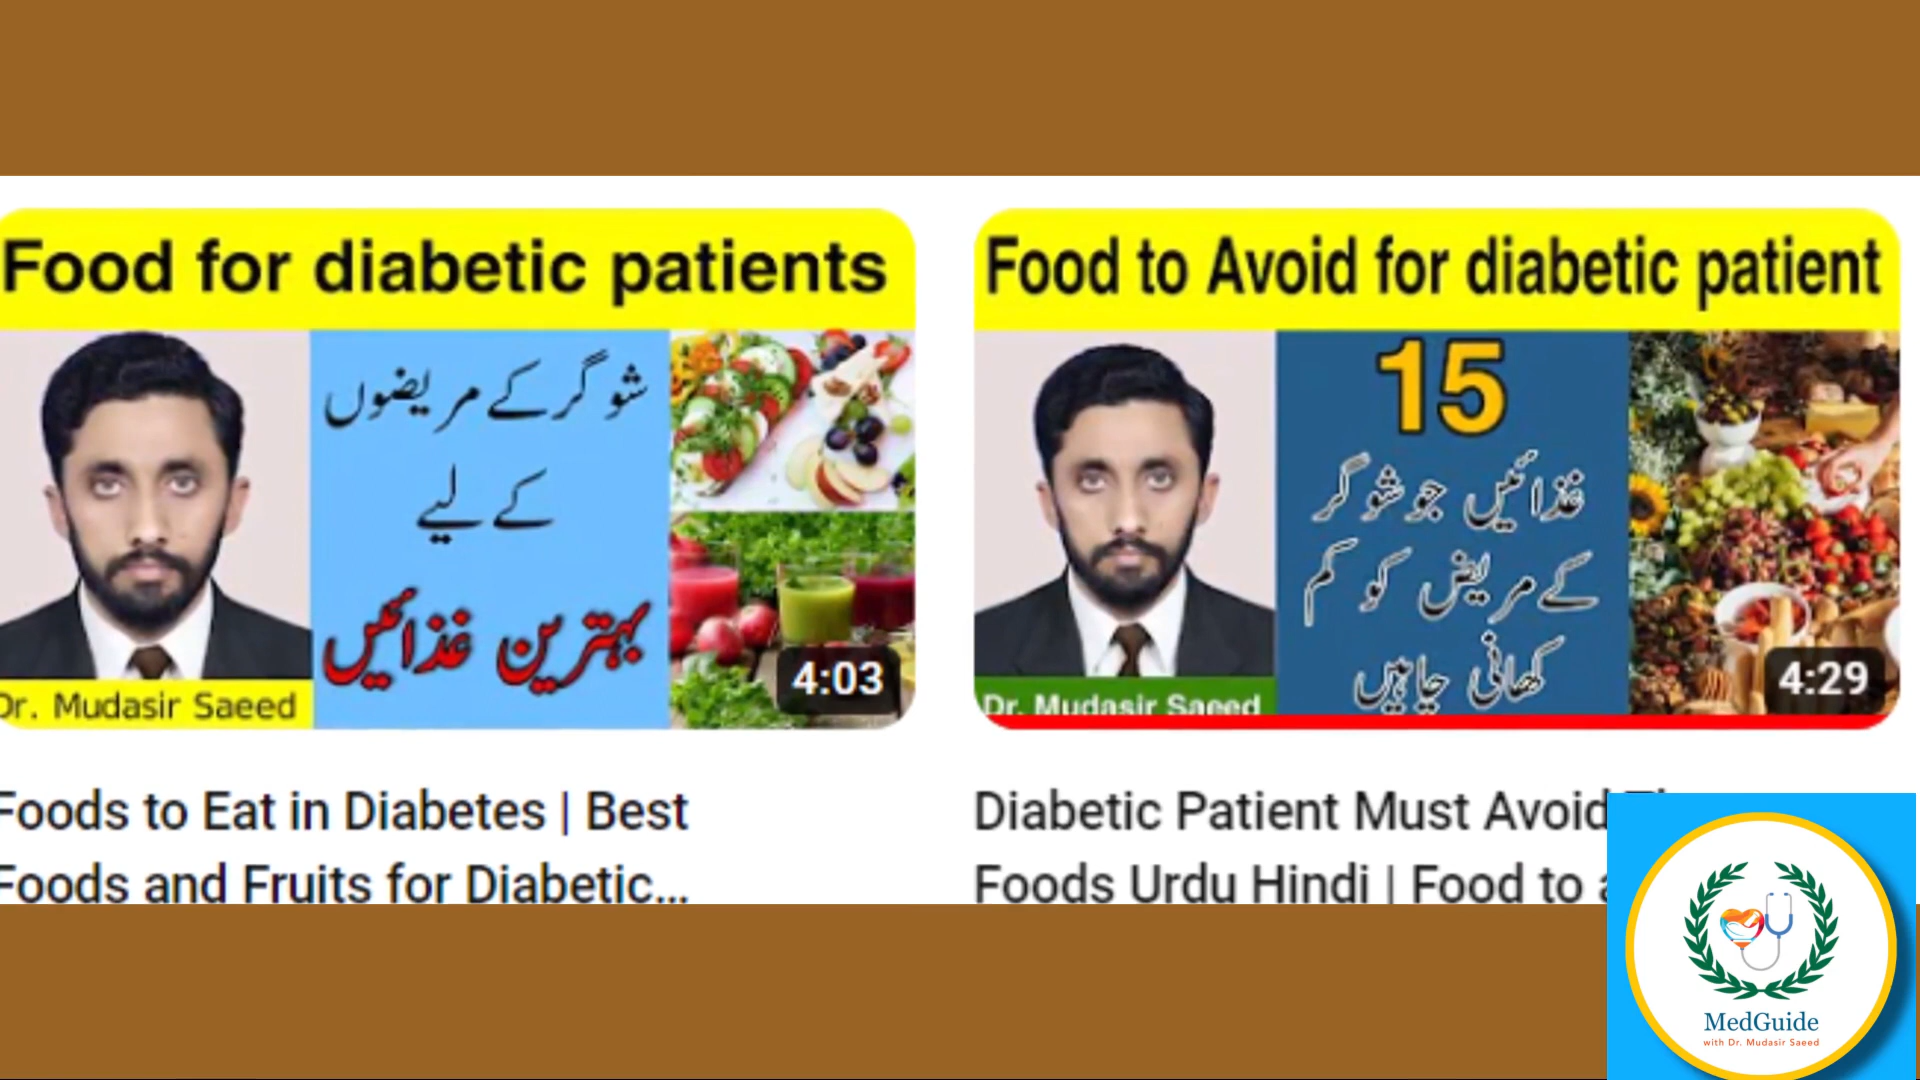 Food for diabetic patients
شوگر کے مریضوں
کے لیے
بہترین غذائیں
Dr. Mudasir Saeed
4:03
Foods to Eat in Diabetes | Best
Foods and Fruits for Diabetic...
Food to Avoid for diabetic patient
15
غذائیں جو شوگر
کے مریض کو کم
کھانی چاہیں
Dr. Mudasir Saeed
4:29
Diabetic Patient Must Avoid
Foods Urdu Hindi | Food to
MedGuide
with Dr. Mudasir Saeed